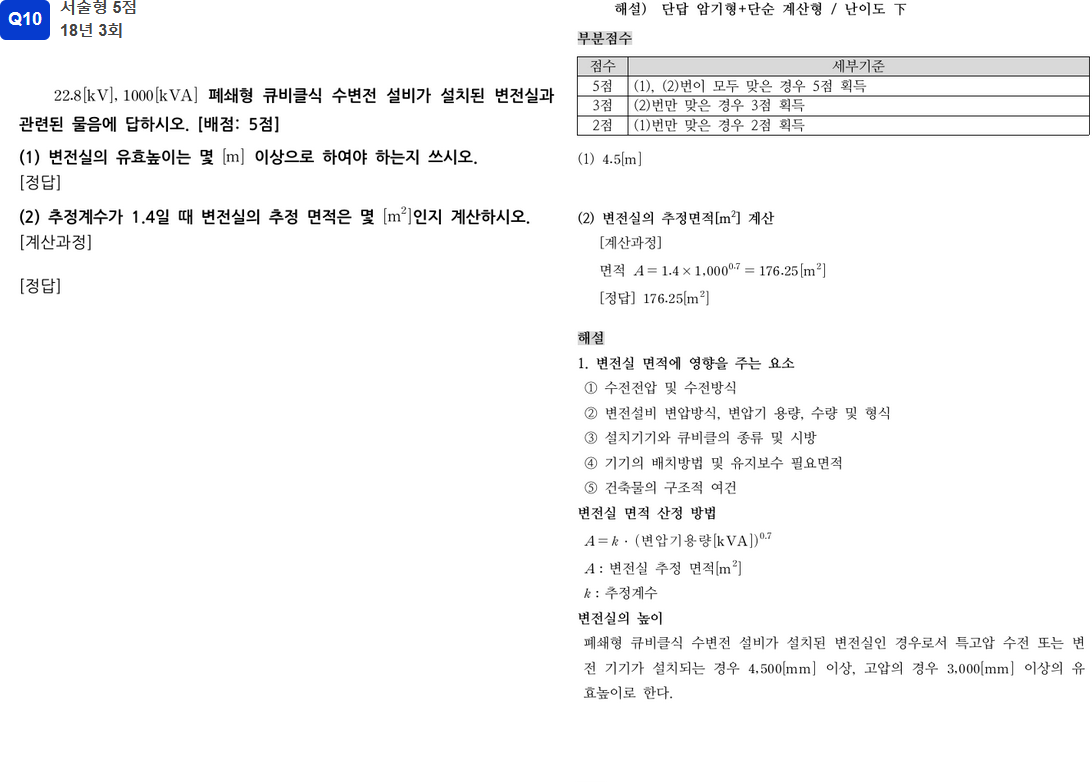 Q10
서술형 5점
18년 3회
22.8[kV], 1000[kVA] 폐쇄형 큐비클식 수변전 설비가 설치된 변전실과
관련된 물음에 답하시오. [배점: 5점]
(1) 변전실의 유효높이는 몇 [m] 이상으로 하여야 하는지 쓰시오.
[정답]
(2) 추정계수가 1.4일 때 변전실의 추정 면적은 몇 [m²]인지 계산하시오.
[계산과정]
[정답]
해설) 단답 암기형+단순 계산형 / 난이도 下
부분점수
점수 세부기준
5점 (1), (2)번이 모두 맞은 경우 5점 획득
3점 (2)번만 맞은 경우 3점 획득
2점 (1)번만 맞은 경우 2점 획득
(1) 4.5[m]
(2) 변전실의 추정면적[m²] 계산
[계산과정]
면적 A = 1.4 × 1,000^0.7 = 176.25[m²]
[정답] 176.25[m²]
해설
1. 변전실 면적에 영향을 주는 요소
① 수전전압 및 수전방식
② 변전설비 변압방식, 변압기 용량, 수량 및 형식
③ 설치기기와 큐비클의 종류 및 시방
④ 기기의 배치방법 및 유지보수 필요면적
⑤ 건축물의 구조적 여건
변전실 면적 산정 방법
A = k · (변압기용량[kVA])^0.7
A : 변전실 추정 면적[m²]
k : 추정계수
변전실의 높이
폐쇄형 큐비클식 수변전 설비가 설치된 변전실인 경우로서 특고압 수전 또는 변
전 기기가 설치되는 경우 4,500[mm] 이상, 고압의 경우 3,000[mm] 이상의 유
효높이로 한다.